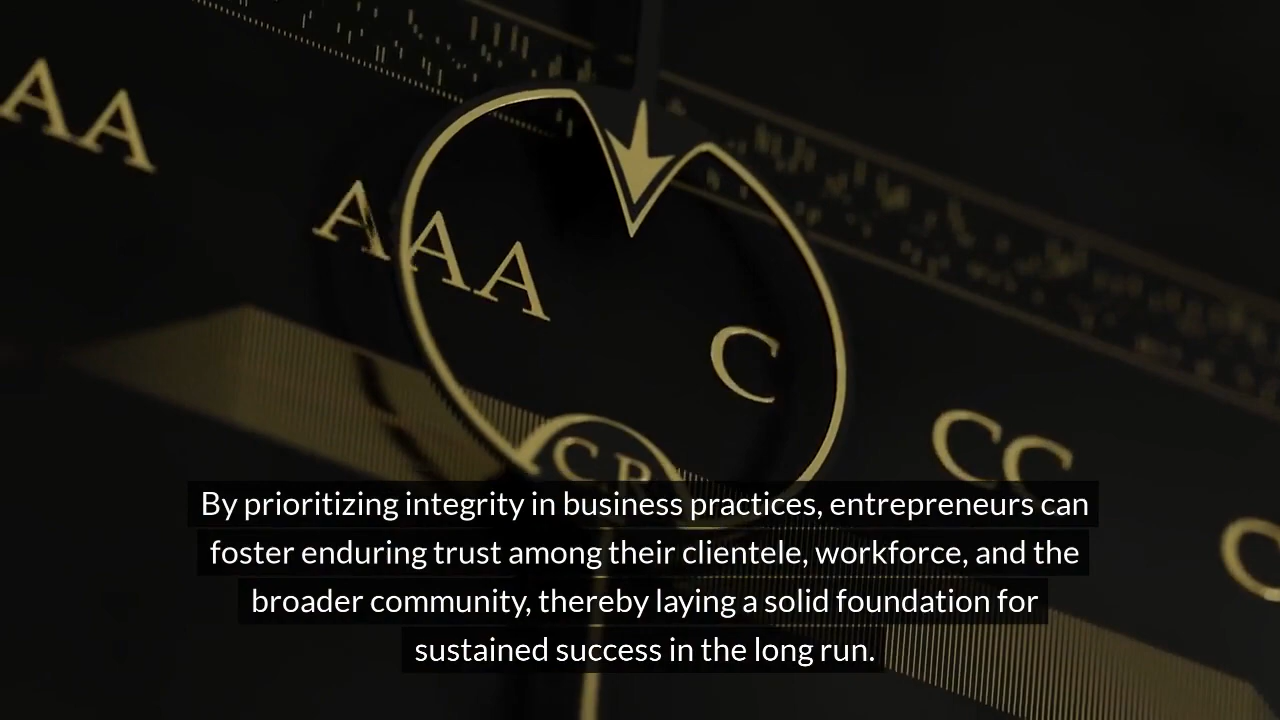 AA
AAA
C
CC
C
CR
By prioritizing integrity in business practices, entrepreneurs can
foster enduring trust among their clientele, workforce, and the
broader community, thereby laying a solid foundation for
sustained success in the long run.